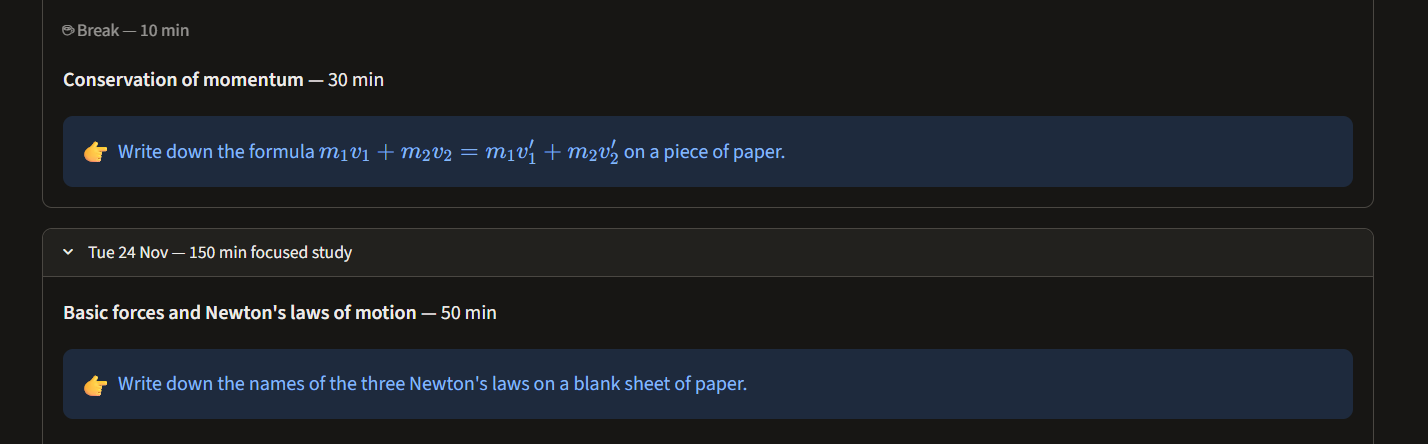 Break — 10 min
Conservation of momentum — 30 min
👉 Write down the formula m₁v₁ + m₂v₂ = m₁v₁′ + m₂v₂′ on a piece of paper.
Tue 24 Nov — 150 min focused study
Basic forces and Newton's laws of motion — 50 min
👉 Write down the names of the three Newton's laws on a blank sheet of paper.